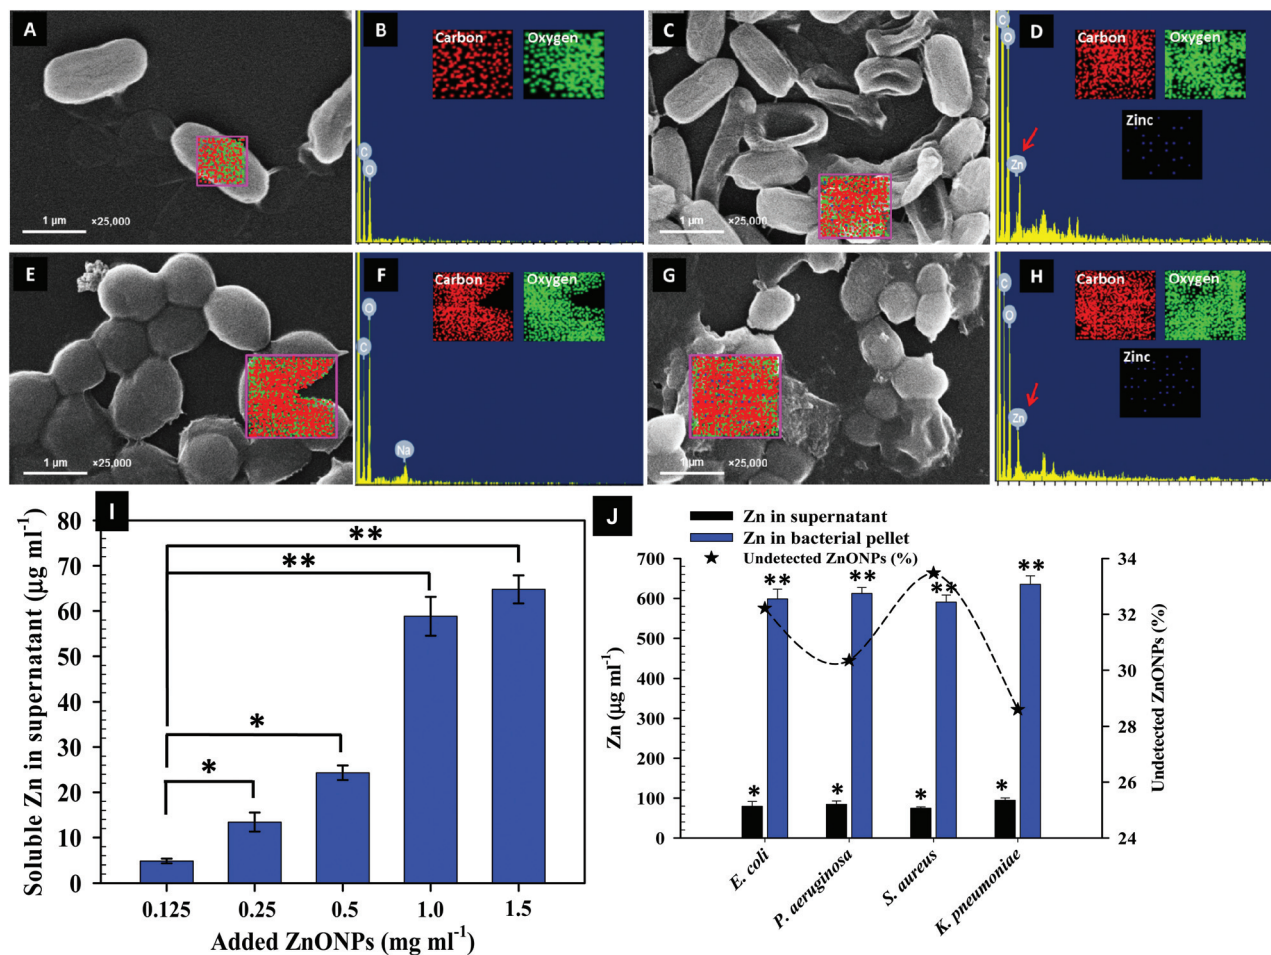 A
1 µm ×25,000
B
Carbon Oxygen
C
O
C
1 µm ×25,000
D
Carbon Oxygen
Zinc
C
O
Zn
E
1 µm ×25,000
F
Carbon Oxygen
O
C
Na
G
1 µm ×25,000
H
Carbon Oxygen
Zinc
C
O
Zn
I
Soluble Zn in supernatant (µg ml-1)
80
70
60
50
40
30
20
10
0
** 
**
*
*
0.125 0.25 0.5 1.0 1.5
Added ZnONPs (mg ml-1)
J
Zn in supernatant
Zn in bacterial pellet
Undetected ZnONPs (%)
Zn (µg ml-1)
700
600
500
400
300
200
100
0
** ** ** **
* * * *
34
32
30
28
26
24
Undetected ZnONPs (%)
E. coli
P. aeruginosa
S. aureus
K. pneumoniae